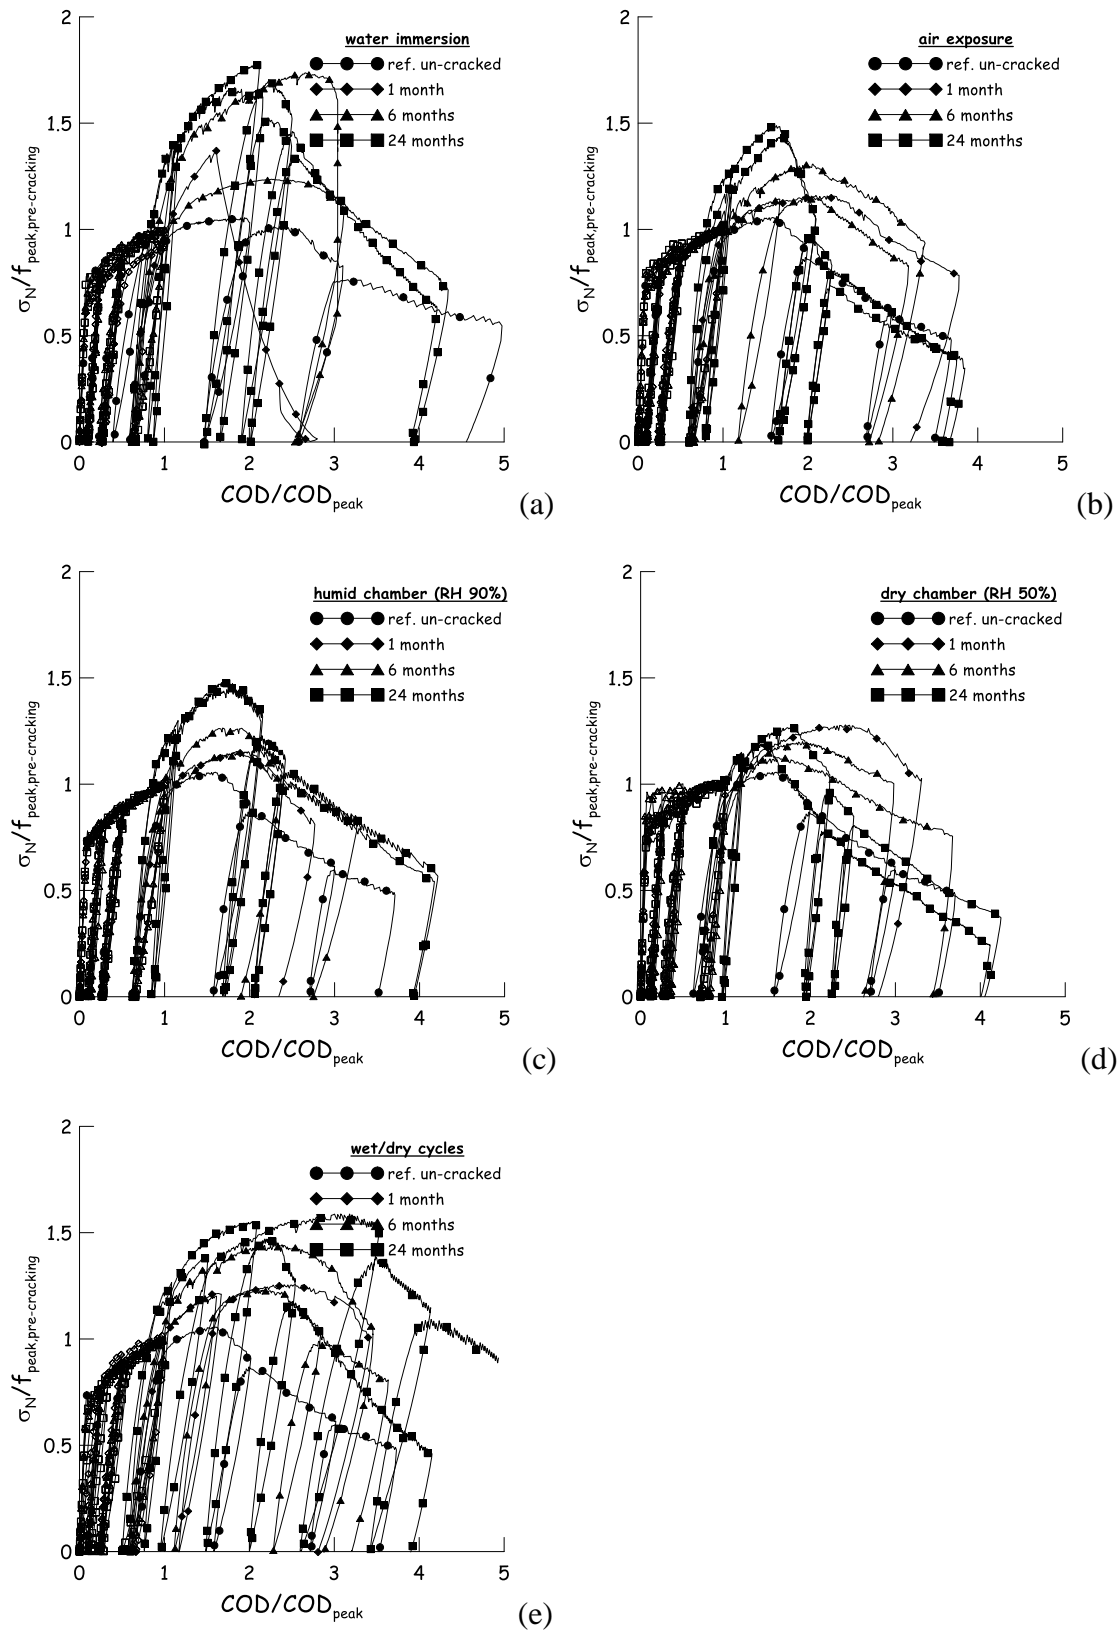 2
water immersion
ref. un-cracked
1 month
6 months
24 months
1.5
1
0.5
0
σN/fpeak,pre-cracking
0 1 2 3 4 5
COD/CODpeak
(a)
2
air exposure
ref. un-cracked
1 month
6 months
24 months
1.5
1
0.5
0
σN/fpeak,pre-cracking
0 1 2 3 4 5
COD/CODpeak
(b)
2
humid chamber (RH 90%)
ref. un-cracked
1 month
6 months
24 months
1.5
1
0.5
0
σN/fpeak,pre-cracking
0 1 2 3 4 5
COD/CODpeak
(c)
2
dry chamber (RH 50%)
ref. un-cracked
1 month
6 months
24 months
1.5
1
0.5
0
σN/fpeak,pre-cracking
0 1 2 3 4 5
COD/CODpeak
(d)
2
wet/dry cycles
ref. un-cracked
1 month
6 months
24 months
1.5
1
0.5
0
σN/fpeak,pre-cracking
0 1 2 3 4 5
COD/CODpeak
(e)